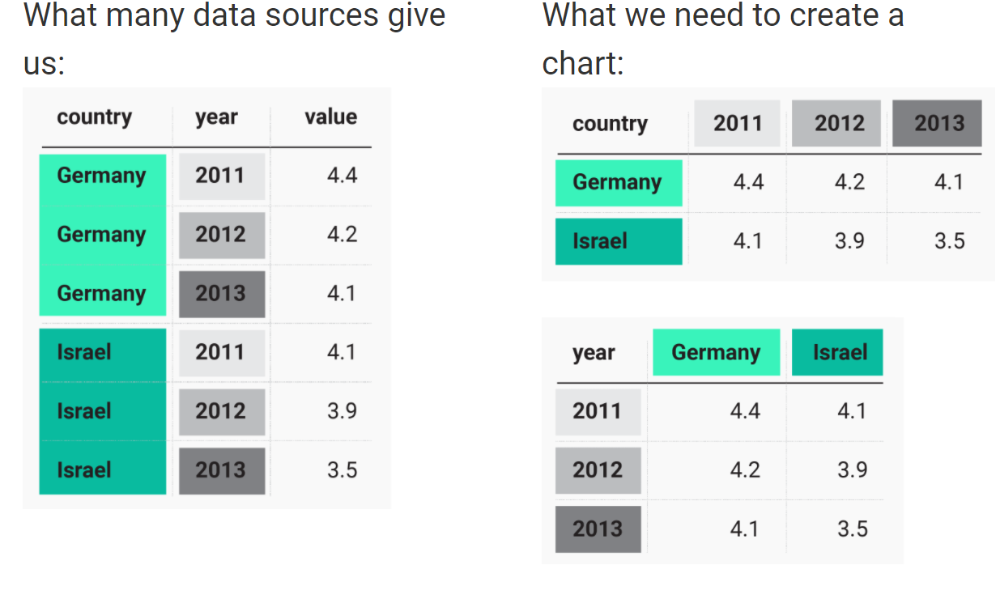 What many data sources give
us:
country year value
Germany 2011 4.4
Germany 2012 4.2
Germany 2013 4.1
Israel 2011 4.1
Israel 2012 3.9
Israel 2013 3.5
What we need to create a
chart:
country 2011 2012 2013
Germany 4.4 4.2 4.1
Israel 4.1 3.9 3.5
year Germany Israel
2011 4.4 4.1
2012 4.2 3.9
2013 4.1 3.5